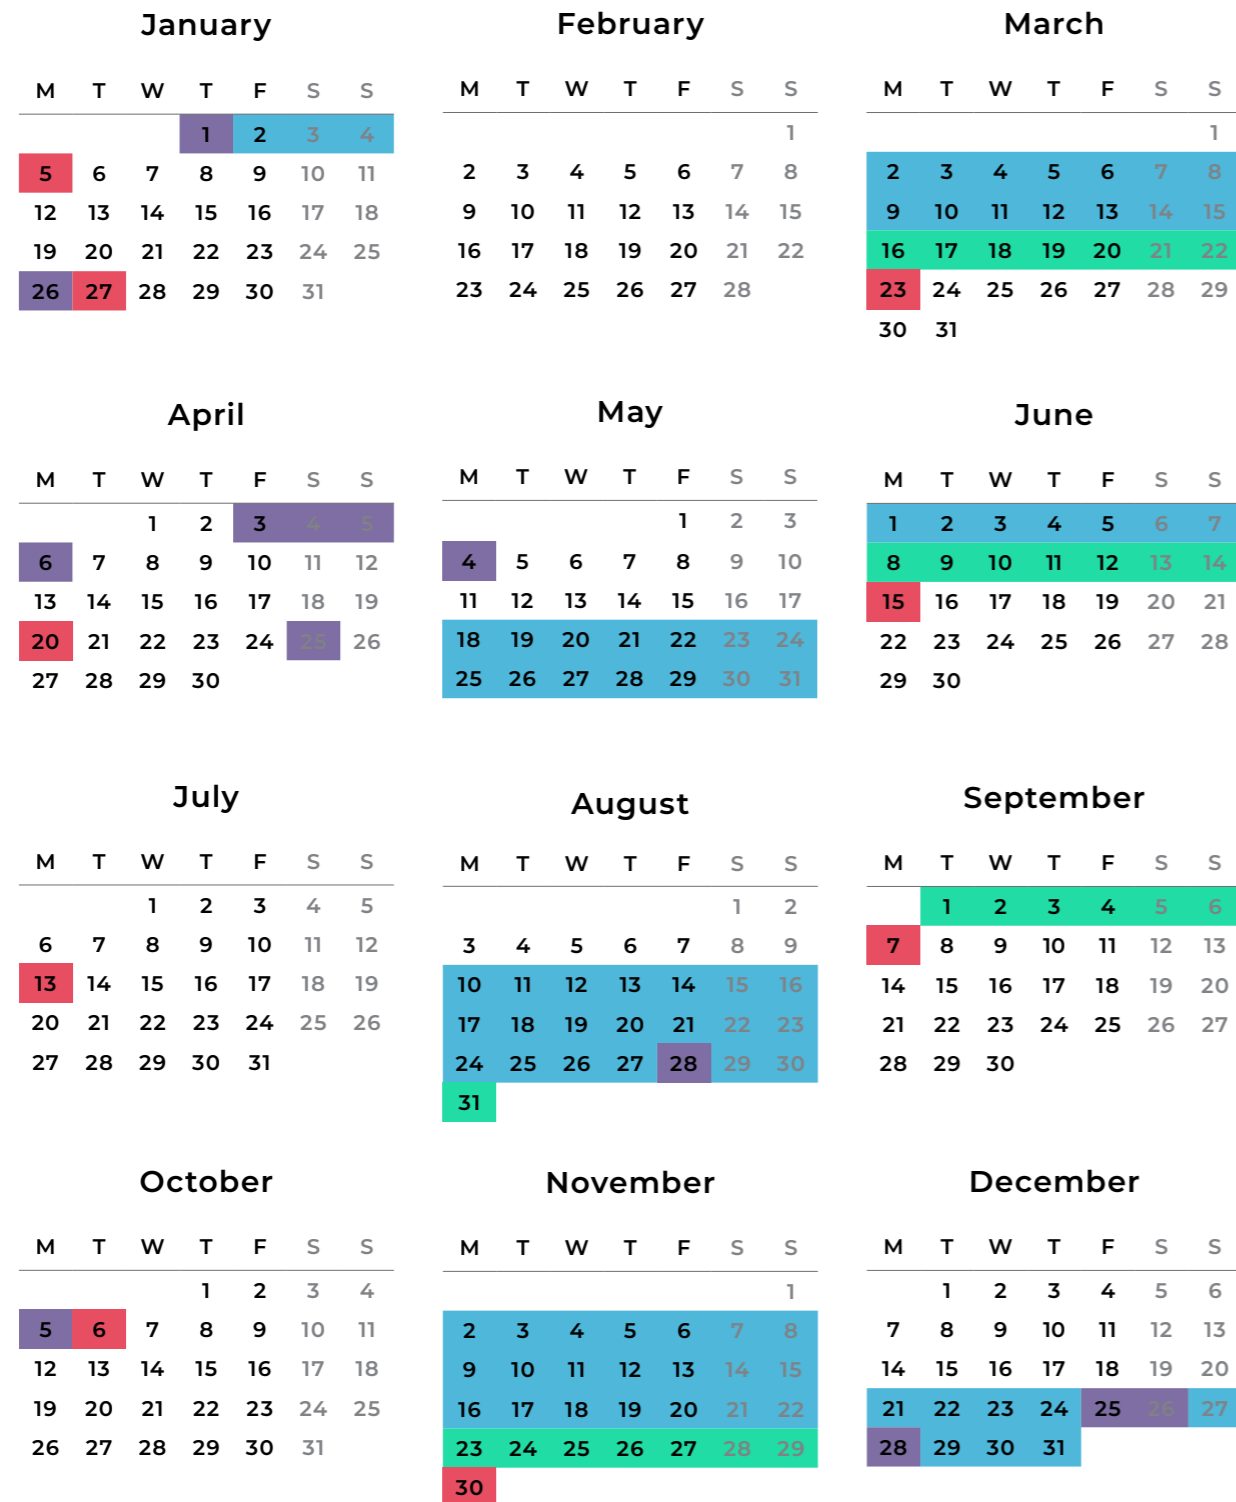 January
M T W T F S S
1 2 3 4
5 6 7 8 9 10 11
12 13 14 15 16 17 18
19 20 21 22 23 24 25
26 27 28 29 30 31
February
M T W T F S S
1
2 3 4 5 6 7 8
9 10 11 12 13 14 15
16 17 18 19 20 21 22
23 24 25 26 27 28
March
M T W T F S S
1
2 3 4 5 6 7 8
9 10 11 12 13 14 15
16 17 18 19 20 21 22
23 24 25 26 27 28 29
30 31
April
M T W T F S S
1 2 3 4 5
6 7 8 9 10 11 12
13 14 15 16 17 18 19
20 21 22 23 24 25 26
27 28 29 30
May
M T W T F S S
1 2 3
4 5 6 7 8 9 10
11 12 13 14 15 16 17
18 19 20 21 22 23 24
25 26 27 28 29 30 31
June
M T W T F S S
1 2 3 4 5 6 7
8 9 10 11 12 13 14
15 16 17 18 19 20 21
22 23 24 25 26 27 28
29 30
July
M T W T F S S
1 2 3 4 5
6 7 8 9 10 11 12
13 14 15 16 17 18 19
20 21 22 23 24 25 26
27 28 29 30 31
August
M T W T F S S
1 2
3 4 5 6 7 8 9
10 11 12 13 14 15 16
17 18 19 20 21 22 23
24 25 26 27 28 29 30
31
September
M T W T F S S
1 2 3 4 5 6
7 8 9 10 11 12 13
14 15 16 17 18 19 20
21 22 23 24 25 26 27
28 29 30
October
M T W T F S S
1 2 3 4
5 6 7 8 9 10 11
12 13 14 15 16 17 18
19 20 21 22 23 24 25
26 27 28 29 30 31
November
M T W T F S S
1
2 3 4 5 6 7 8
9 10 11 12 13 14 15
16 17 18 19 20 21 22
23 24 25 26 27 28 29
30
December
M T W T F S S
1 2 3 4 5 6
7 8 9 10 11 12 13
14 15 16 17 18 19 20
21 22 23 24 25 26 27
28 29 30 31